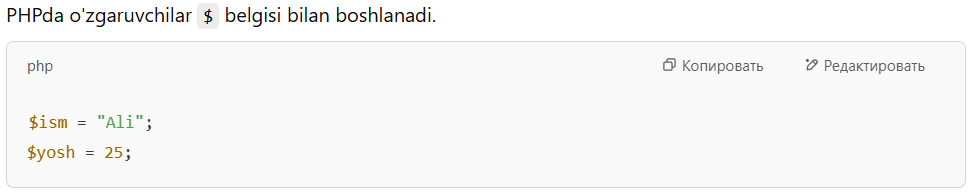 PHPda o'zgaruvchilar $ belgisi bilan boshlanadi.
php
Копировать
Редактировать
$ism = "Ali";
$yosh = 25;